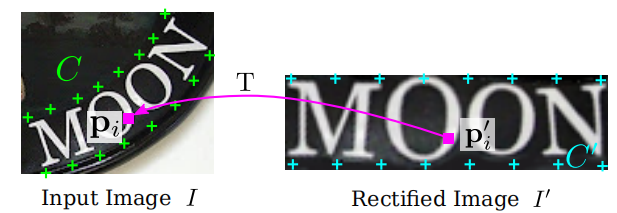 C
MOON
T
p_i
MOON
p'_i
C'
Input Image I
Rectified Image I'